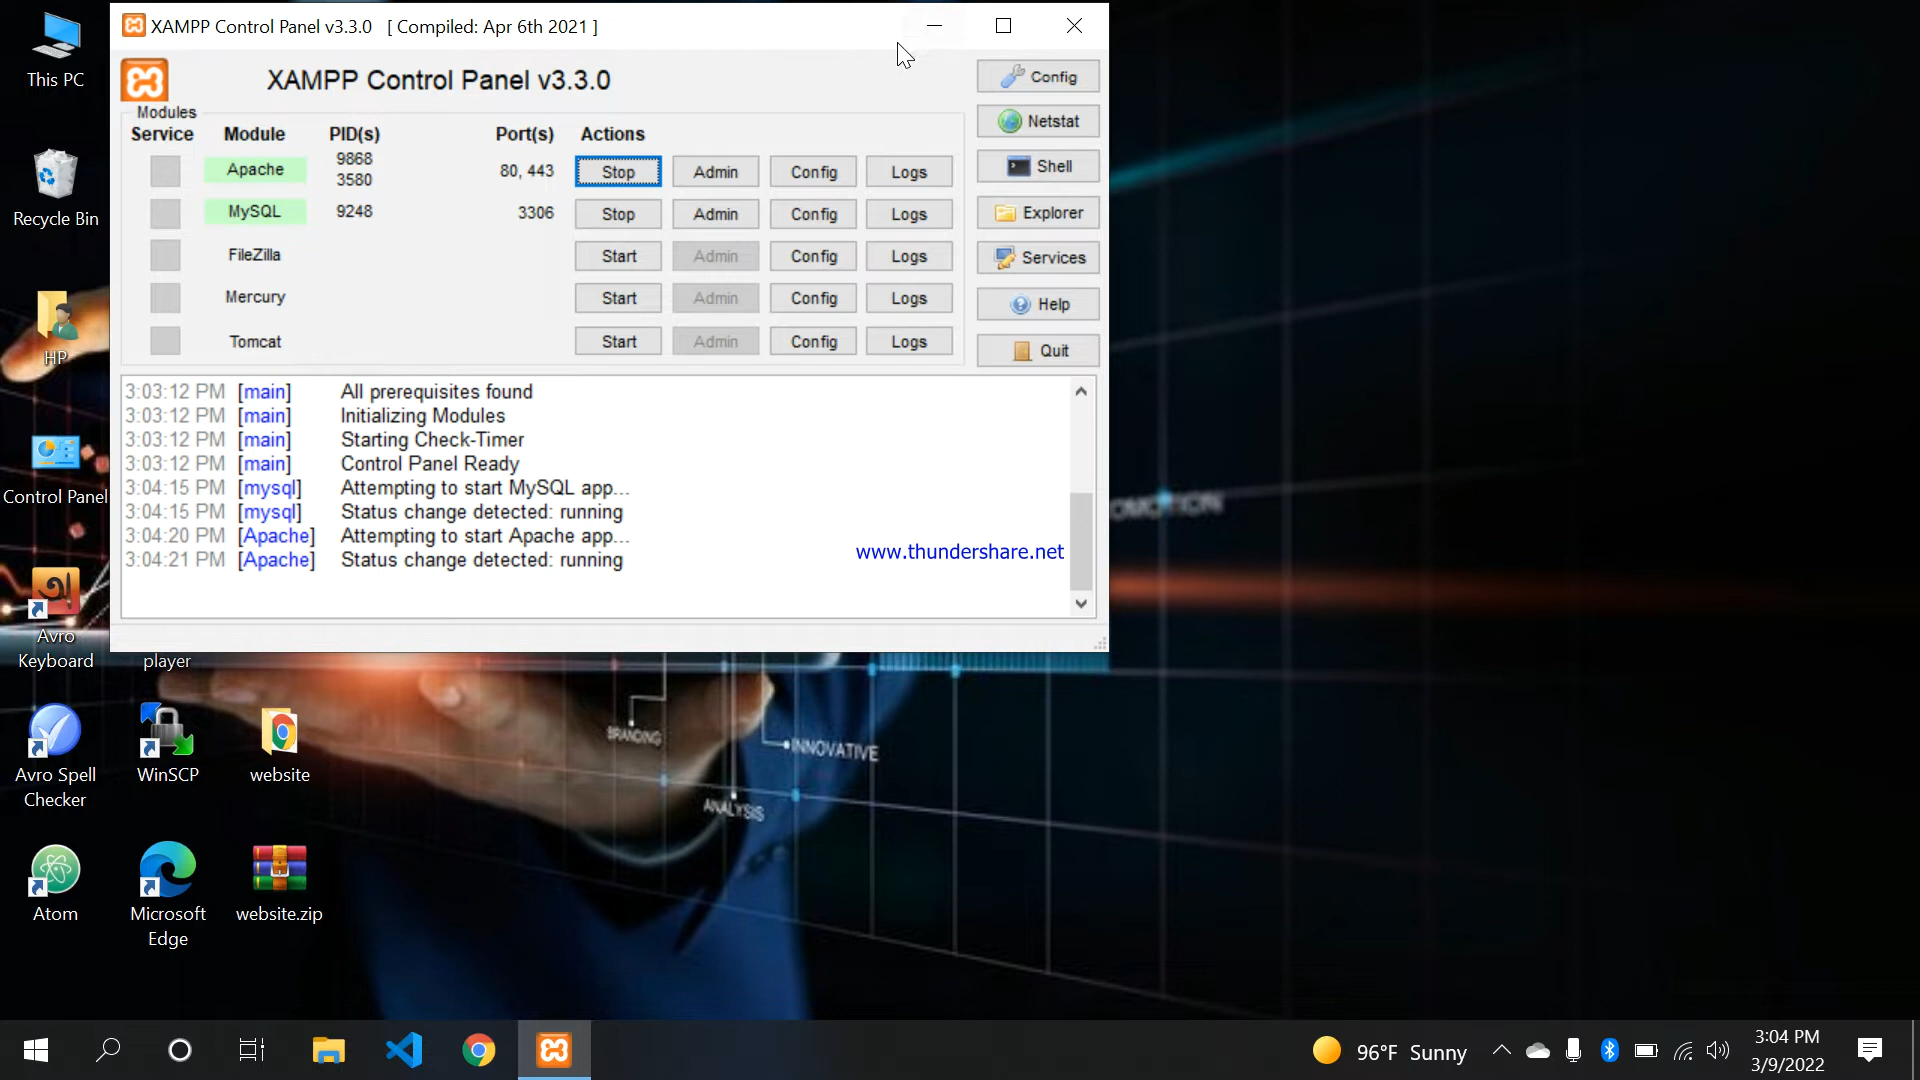 XAMPP Control Panel v3.3.0 [ Compiled: Apr 6th 2021 ]
XAMPP Control Panel v3.3.0
Modules
Service Module PID(s) Port(s) Actions
Apache 9868 3580 80, 443 Stop Admin Config Logs
MySQL 9248 3306 Stop Admin Config Logs
FileZilla Start Admin Config Logs
Mercury Start Admin Config Logs
Tomcat Start Admin Config Logs
Config
Netstat
Shell
Explorer
Services
Help
Quit
3:03:12 PM [main] All prerequisites found
3:03:12 PM [main] Initializing Modules
3:03:12 PM [main] Starting Check-Timer
3:03:12 PM [main] Control Panel Ready
3:04:15 PM [mysql] Attempting to start MySQL app...
3:04:15 PM [mysql] Status change detected: running
3:04:20 PM [Apache] Attempting to start Apache app...
3:04:21 PM [Apache] Status change detected: running
www.thundershare.net
This PC
Recycle Bin
HP
Control Panel
Avro
Keyboard
player
Avro Spell
Checker
WinSCP
website
Atom
Microsoft
Edge
website.zip
BRANDING
INNOVATIVE
ANALYSIS
96°F Sunny
3:04 PM
3/9/2022